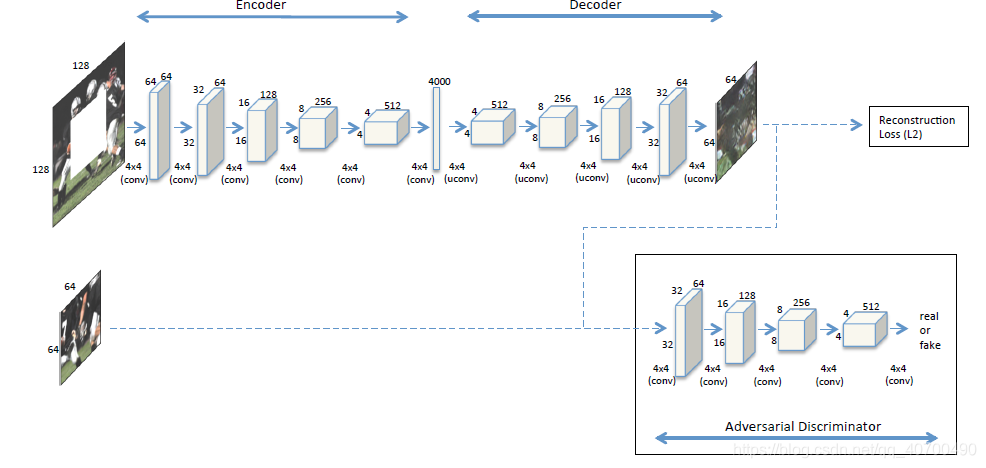 Encoder
Decoder
128
128
64 64
64
4x4
(conv)
32 64
32
4x4
(conv)
16 128
16
4x4
(conv)
8 256
8
4x4
(conv)
4 512
4
4x4
(conv)
4000
4x4
(conv)
4 512
4
4x4
(uconv)
8 256
8
4x4
(uconv)
16 128
16
4x4
(uconv)
32 64
32
4x4
(uconv)
64
64
4x4
(uconv)
Reconstruction
Loss (L2)
64
64
32 64
32
4x4
(conv)
16 128
16
4x4
(conv)
8 256
8
4x4
(conv)
4 512
4
4x4
(conv)
4x4
(conv)
real
or
fake
Adversarial Discriminator
https://blog.csdn.net/qq_40700490